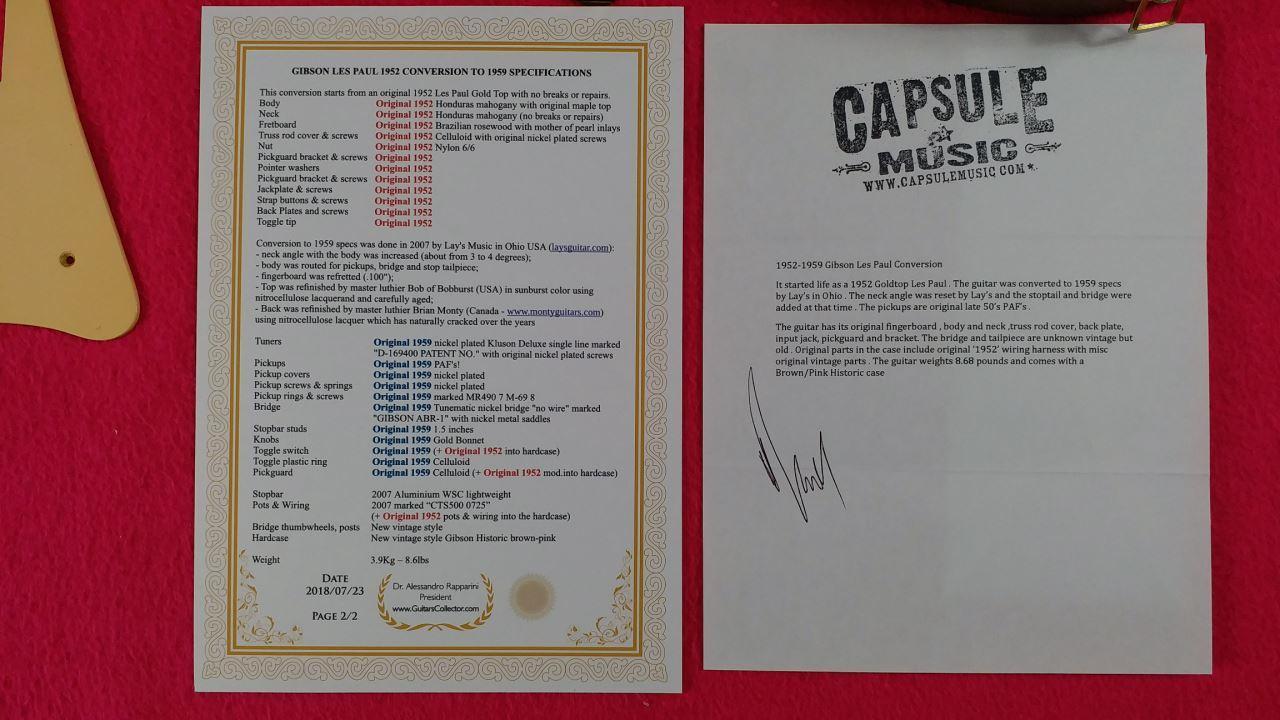 GIBSON LES PAUL 1952 CONVERSION TO 1959 SPECIFICATIONS
This conversion starts from an original 1952 Les Paul Gold Top with no breaks or repairs.
Body Original 1952 Honduras mahogany with original maple top
Neck Original 1952 Honduras mahogany (no breaks or repairs)
Fretboard Original 1952 Brazilian rosewood with mother of pearl inlays
Truss rod cover & screws Original 1952 Celluloid with original nickel plated screws
Nut Original 1952 Nylon 6/6
Pickguard bracket & screws Original 1952
Pointer washers Original 1952
Pickguard bracket & screws Original 1952
Jackplate & screws Original 1952
Strap buttons & screws Original 1952
Back Plates and screws Original 1952
Toggle tip Original 1952
Conversion to 1959 specs was done in 2007 by Lay's Music in Ohio USA (laysguitar.com):
- neck angle with the body was increased (about from 3 to 4 degrees);
- body was routed for pickups, bridge and stop tailpiece;
- fingerboard was refretted (.100");
- Top was refinished by master luthier Bob of Bobburst (USA) in sunburst color using
nitrocellulose lacquerand and carefully aged;
- Back was refinished by master luthier Brian Monty (Canada - www.montyguitars.com)
using nitrocellulose lacquer which has naturally cracked over the years
Tuners Original 1959 nickel plated Kluson Deluxe single line marked
"D-169400 PATENT NO." with original nickel plated screws
Pickups Original 1959 PAF's!
Pickup covers Original 1959 nickel plated
Pickup screws & springs Original 1959 nickel plated
Pickup rings & screws Original 1959 marked MR490 7 M-69 8
Bridge Original 1959 Tunematic nickel bridge "no wire" marked
"GIBSON ABR-1" with nickel metal saddles
Stopbar studs Original 1959 1.5 inches
Knobs Original 1959 Gold Bonnet
Toggle switch Original 1959 (+ Original 1952 into hardcase)
Toggle plastic ring Original 1959 Celluloid
Pickguard Original 1959 Celluloid (+ Original 1952 mod.into hardcase)
Stopbar 2007 Aluminium WSC lightweight
Pots & Wiring 2007 marked “CTS500 0725”
(+ Original 1952 pots & wiring into the hardcase)
Bridge thumbwheels, posts New vintage style
Hardcase New vintage style Gibson Historic brown-pink
Weight 3.9Kg – 8.6lbs
DATE
2018/07/23
PAGE 2/2
Dr. Alessandro Rapparini
President
www.GuitarsCollector.com
CAPSULE
MUSIC
WWW.CAPSULEMUSIC.COM
1952-1959 Gibson Les Paul Conversion
It started life as a 1952 Goldtop Les Paul . The guitar was converted to 1959 specs
by Lay's in Ohio . The neck angle was reset by Lay's and the stoptail and bridge were
added at that time . The pickups are original late 50's PAF's .
The guitar has its original fingerboard , body and neck ,truss rod cover, back plate,
input jack, pickguard and bracket. The bridge and tailpiece are unknown vintage but
old . Original parts in the case include original '1952' wiring harness with misc
original vintage parts . The guitar weights 8.68 pounds and comes with a
Brown/Pink Historic case